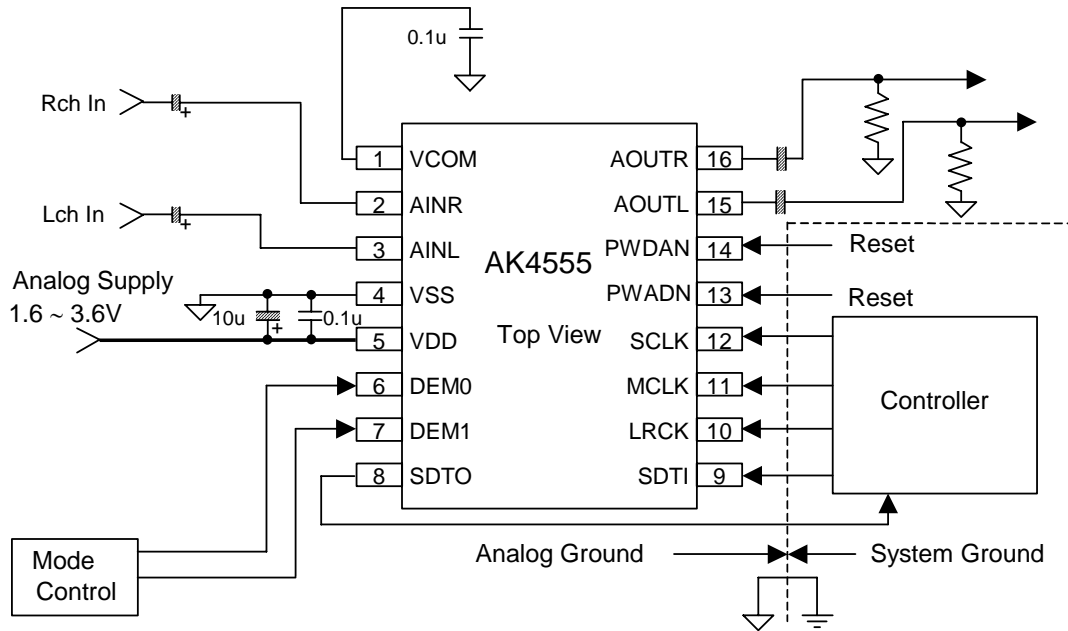 0.1u
Rch In
+
Lch In
+
Analog Supply
1.6 ~ 3.6V
10u
+
0.1u
1 VCOM
2 AINR
3 AINL
4 VSS
5 VDD
6 DEM0
7 DEM1
8 SDTO
AK4555
Top View
AOUTR 16
AOUTL 15
PWDAN 14
PWADN 13
SCLK 12
MCLK 11
LRCK 10
SDTI 9
Reset
Reset
Controller
Mode
Control
Analog Ground
System Ground